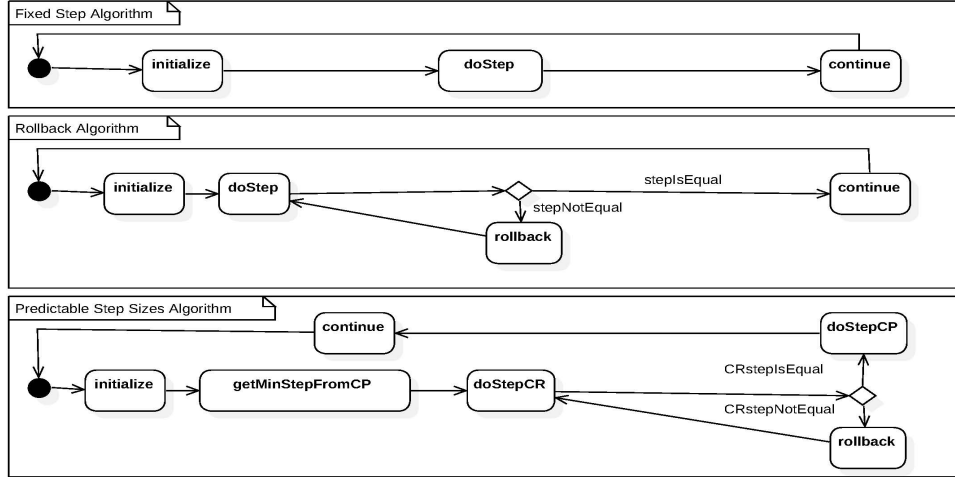 Fixed Step Algorithm
initialize
doStep
continue
Rollback Algorithm
initialize
doStep
stepIsEqual
continue
stepNotEqual
rollback
Predictable Step Sizes Algorithm
continue
doStepCP
initialize
getMinStepFromCP
doStepCR
CRstepIsEqual
CRstepNotEqual
rollback